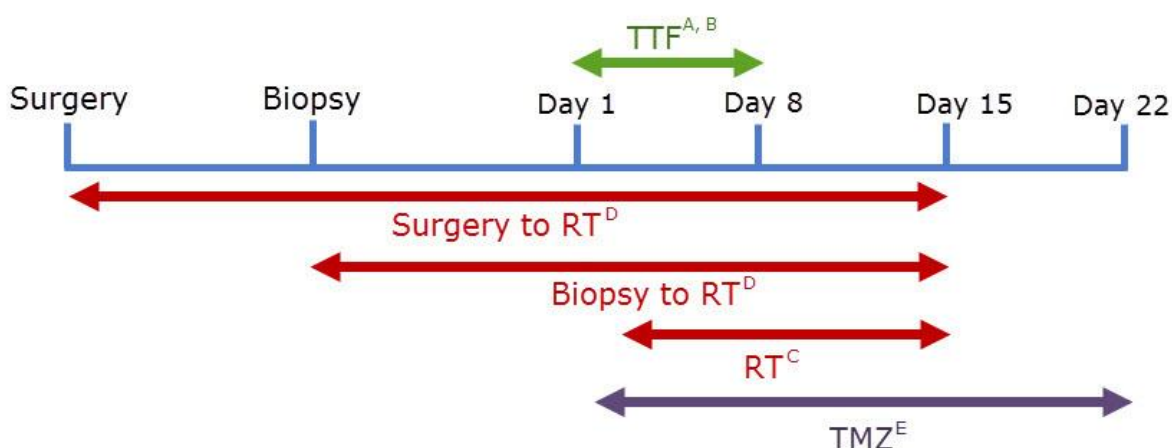 TTF^A, B
Surgery
Biopsy
Day 1
Day 8
Day 15
Day 22
Surgery to RT^D
Biopsy to RT^D
RT^C
TMZ^E